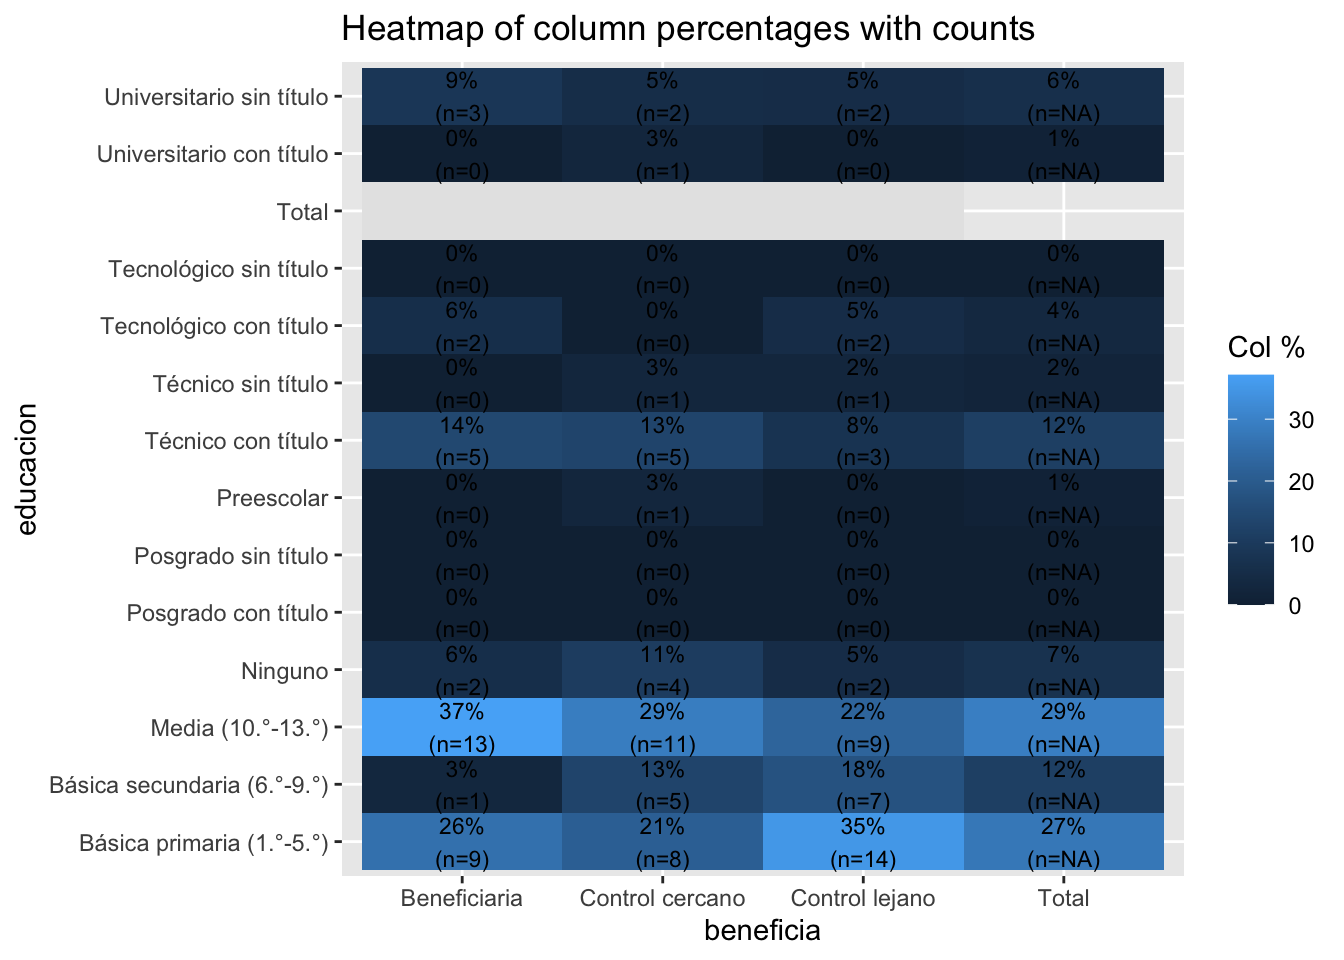 Heatmap of column percentages with counts
educacion
Universitario sin título
9% 5% 5% 6%
(n=3) (n=2) (n=2) (n=NA)
Universitario con título
0% 3% 0% 1%
(n=0) (n=1) (n=0) (n=NA)
Total
Tecnológico sin título
0% 0% 0% 0%
(n=0) (n=0) (n=0) (n=NA)
Tecnológico con título
6% 0% 5% 4%
(n=2) (n=0) (n=2) (n=NA)
Técnico sin título
0% 3% 2% 2%
(n=0) (n=1) (n=1) (n=NA)
Técnico con título
14% 13% 8% 12%
(n=5) (n=5) (n=3) (n=NA)
Preescolar
0% 3% 0% 1%
(n=0) (n=1) (n=0) (n=NA)
Posgrado sin título
0% 0% 0% 0%
(n=0) (n=0) (n=0) (n=NA)
Posgrado con título
0% 0% 0% 0%
(n=0) (n=0) (n=0) (n=NA)
Ninguno
6% 11% 5% 7%
(n=2) (n=4) (n=2) (n=NA)
Media (10.°-13.°)
37% 29% 22% 29%
(n=13) (n=11) (n=9) (n=NA)
Básica secundaria (6.°-9.°)
3% 13% 18% 12%
(n=1) (n=5) (n=7) (n=NA)
Básica primaria (1.°-5.°)
26% 21% 35% 27%
(n=9) (n=8) (n=14) (n=NA)
Beneficiaria Control cercano Control lejano Total
beneficia
Col %
30
20
10
0